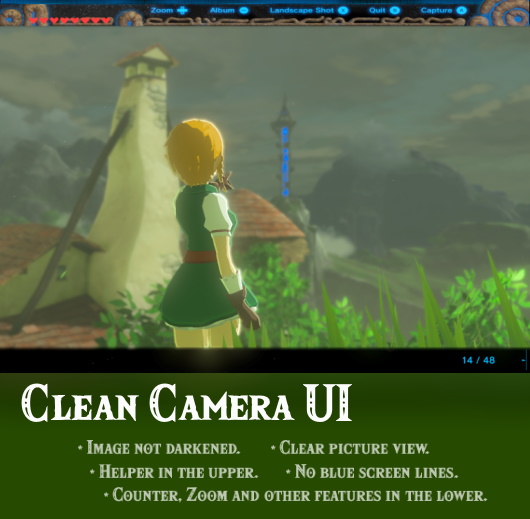 Zoom Album Landscape Shot Quit Capture
14 / 48
Clean Camera UI
• Image not darkened. • Clear picture view.
• Helper in the upper. • No blue screen lines.
• Counter, Zoom and other features in the lower.